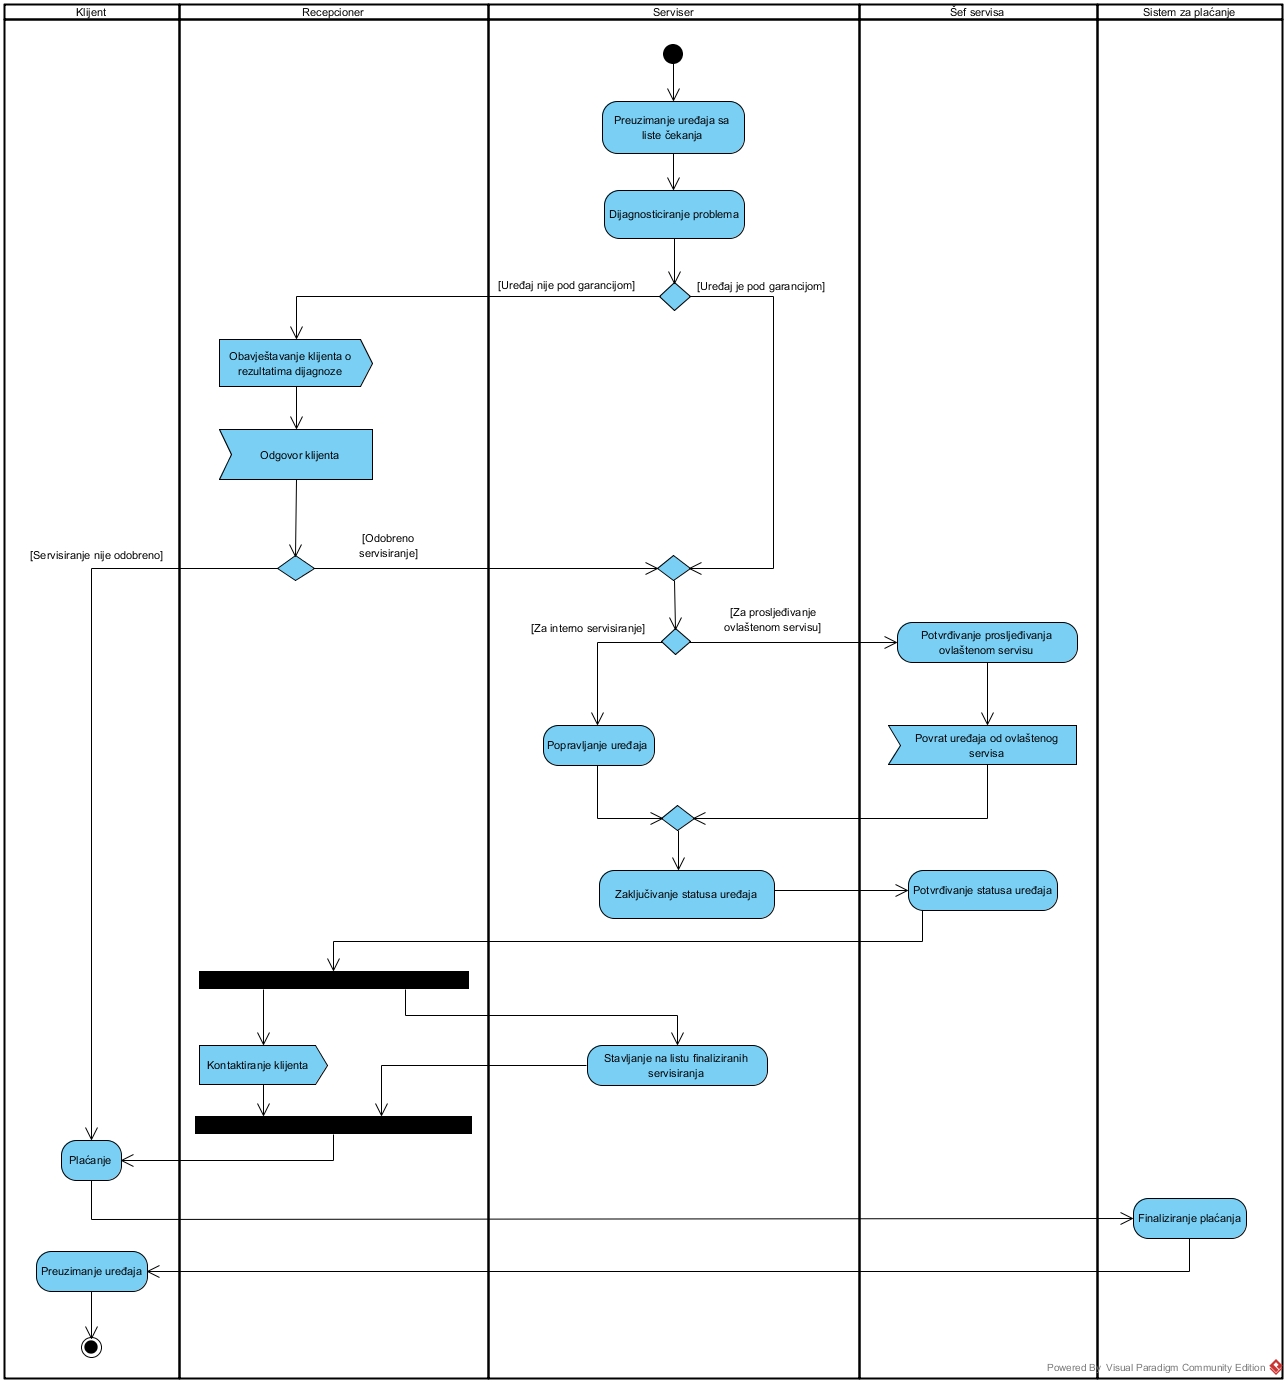 Klijent
Recepcioner
Serviser
Šef servisa
Sistem za plaćanje
Preuzimanje uređaja sa
liste čekanja
Dijagnosticiranje problema
[Uređaj nije pod garancijom]
[Uređaj je pod garancijom]
Obavještavanje klijenta o
rezultatima dijagnoze
Odgovor klijenta
[Servisiranje nije odobreno]
[Odobreno
servisiranje]
[Za interno servisiranje]
[Za prosljeđivanje
ovlaštenom servisu]
Potvrđivanje prosljeđivanja
ovlaštenom servisu
Popravljanje uređaja
Povrat uređaja od ovlaštenog
servisa
Zaključivanje statusa uređaja
Potvrđivanje statusa uređaja
Kontaktiranje klijenta
Stavljanje na listu finaliziranih
servisiranja
Plaćanje
Finaliziranje plaćanja
Preuzimanje uređaja
Powered By Visual Paradigm Community Edition